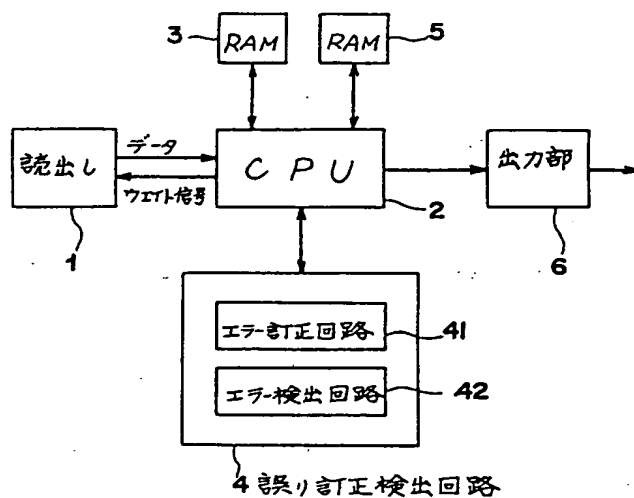 3
RAM
RAM
5
読出し
データ
ウェイト信号
CPU
出力部
1
2
6
エラー訂正回路
41
エラー検出回路
42
4 誤り訂正検出回路